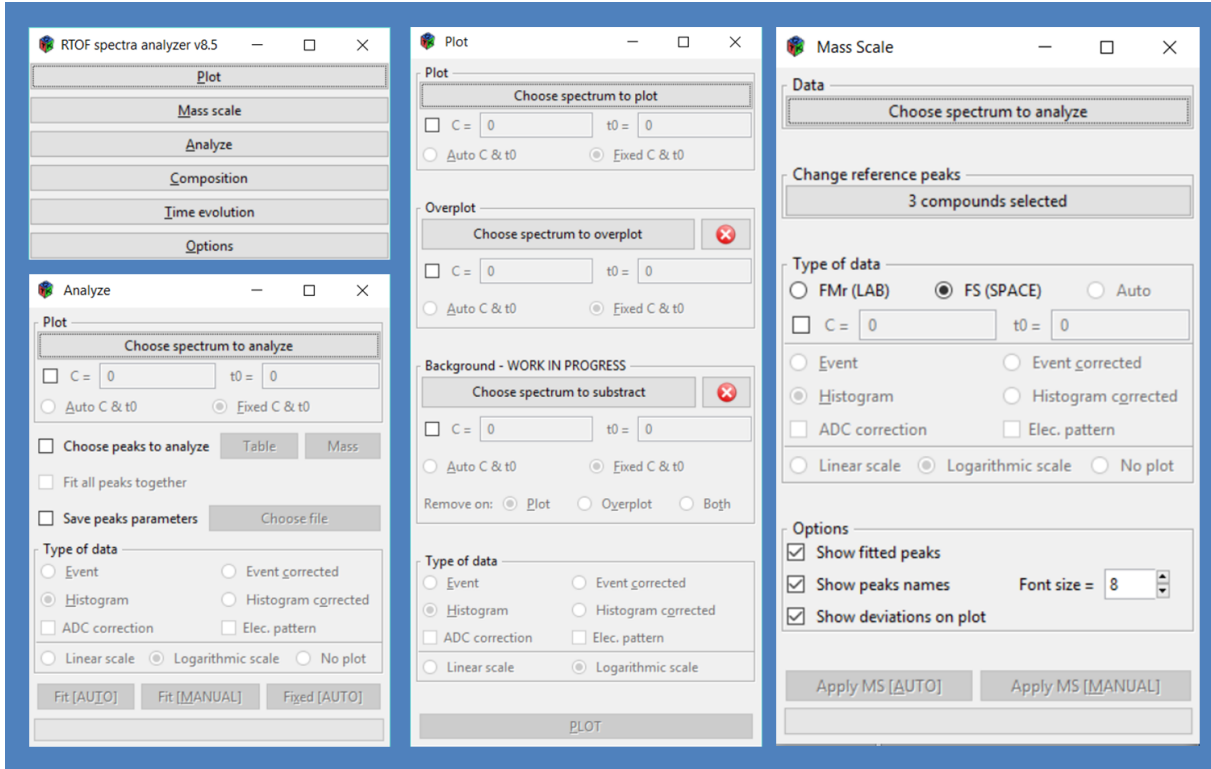 RTOF spectra analyzer v8.5
Plot
Mass scale
Analyze
Composition
Time evolution
Options
Analyze
Plot
Choose spectrum to analyze
C = 0 t0 = 0
Auto C & t0 Fixed C & t0
Choose peaks to analyze Table Mass
Fit all peaks together
Save peaks parameters Choose file
Type of data
Event Event corrected
Histogram Histogram corrected
ADC correction Elec. pattern
Linear scale Logarithmic scale No plot
Fit [AUTO] Fit [MANUAL] Fixed [AUTO]
Plot
Plot
Choose spectrum to plot
C = 0 t0 = 0
Auto C & t0 Fixed C & t0
Overplot
Choose spectrum to overplot
C = 0 t0 = 0
Auto C & t0 Fixed C & t0
Background - WORK IN PROGRESS
Choose spectrum to substract
C = 0 t0 = 0
Auto C & t0 Fixed C & t0
Remove on: Plot Overplot Both
Type of data
Event Event corrected
Histogram Histogram corrected
ADC correction Elec. pattern
Linear scale Logarithmic scale
PLOT
Mass Scale
Data
Choose spectrum to analyze
Change reference peaks
3 compounds selected
Type of data
FMr (LAB) FS (SPACE) Auto
C = 0 t0 = 0
Event Event corrected
Histogram Histogram corrected
ADC correction Elec. pattern
Linear scale Logarithmic scale No plot
Options
Show fitted peaks
Show peaks names Font size = 8
Show deviations on plot
Apply MS [AUTO] Apply MS [MANUAL]